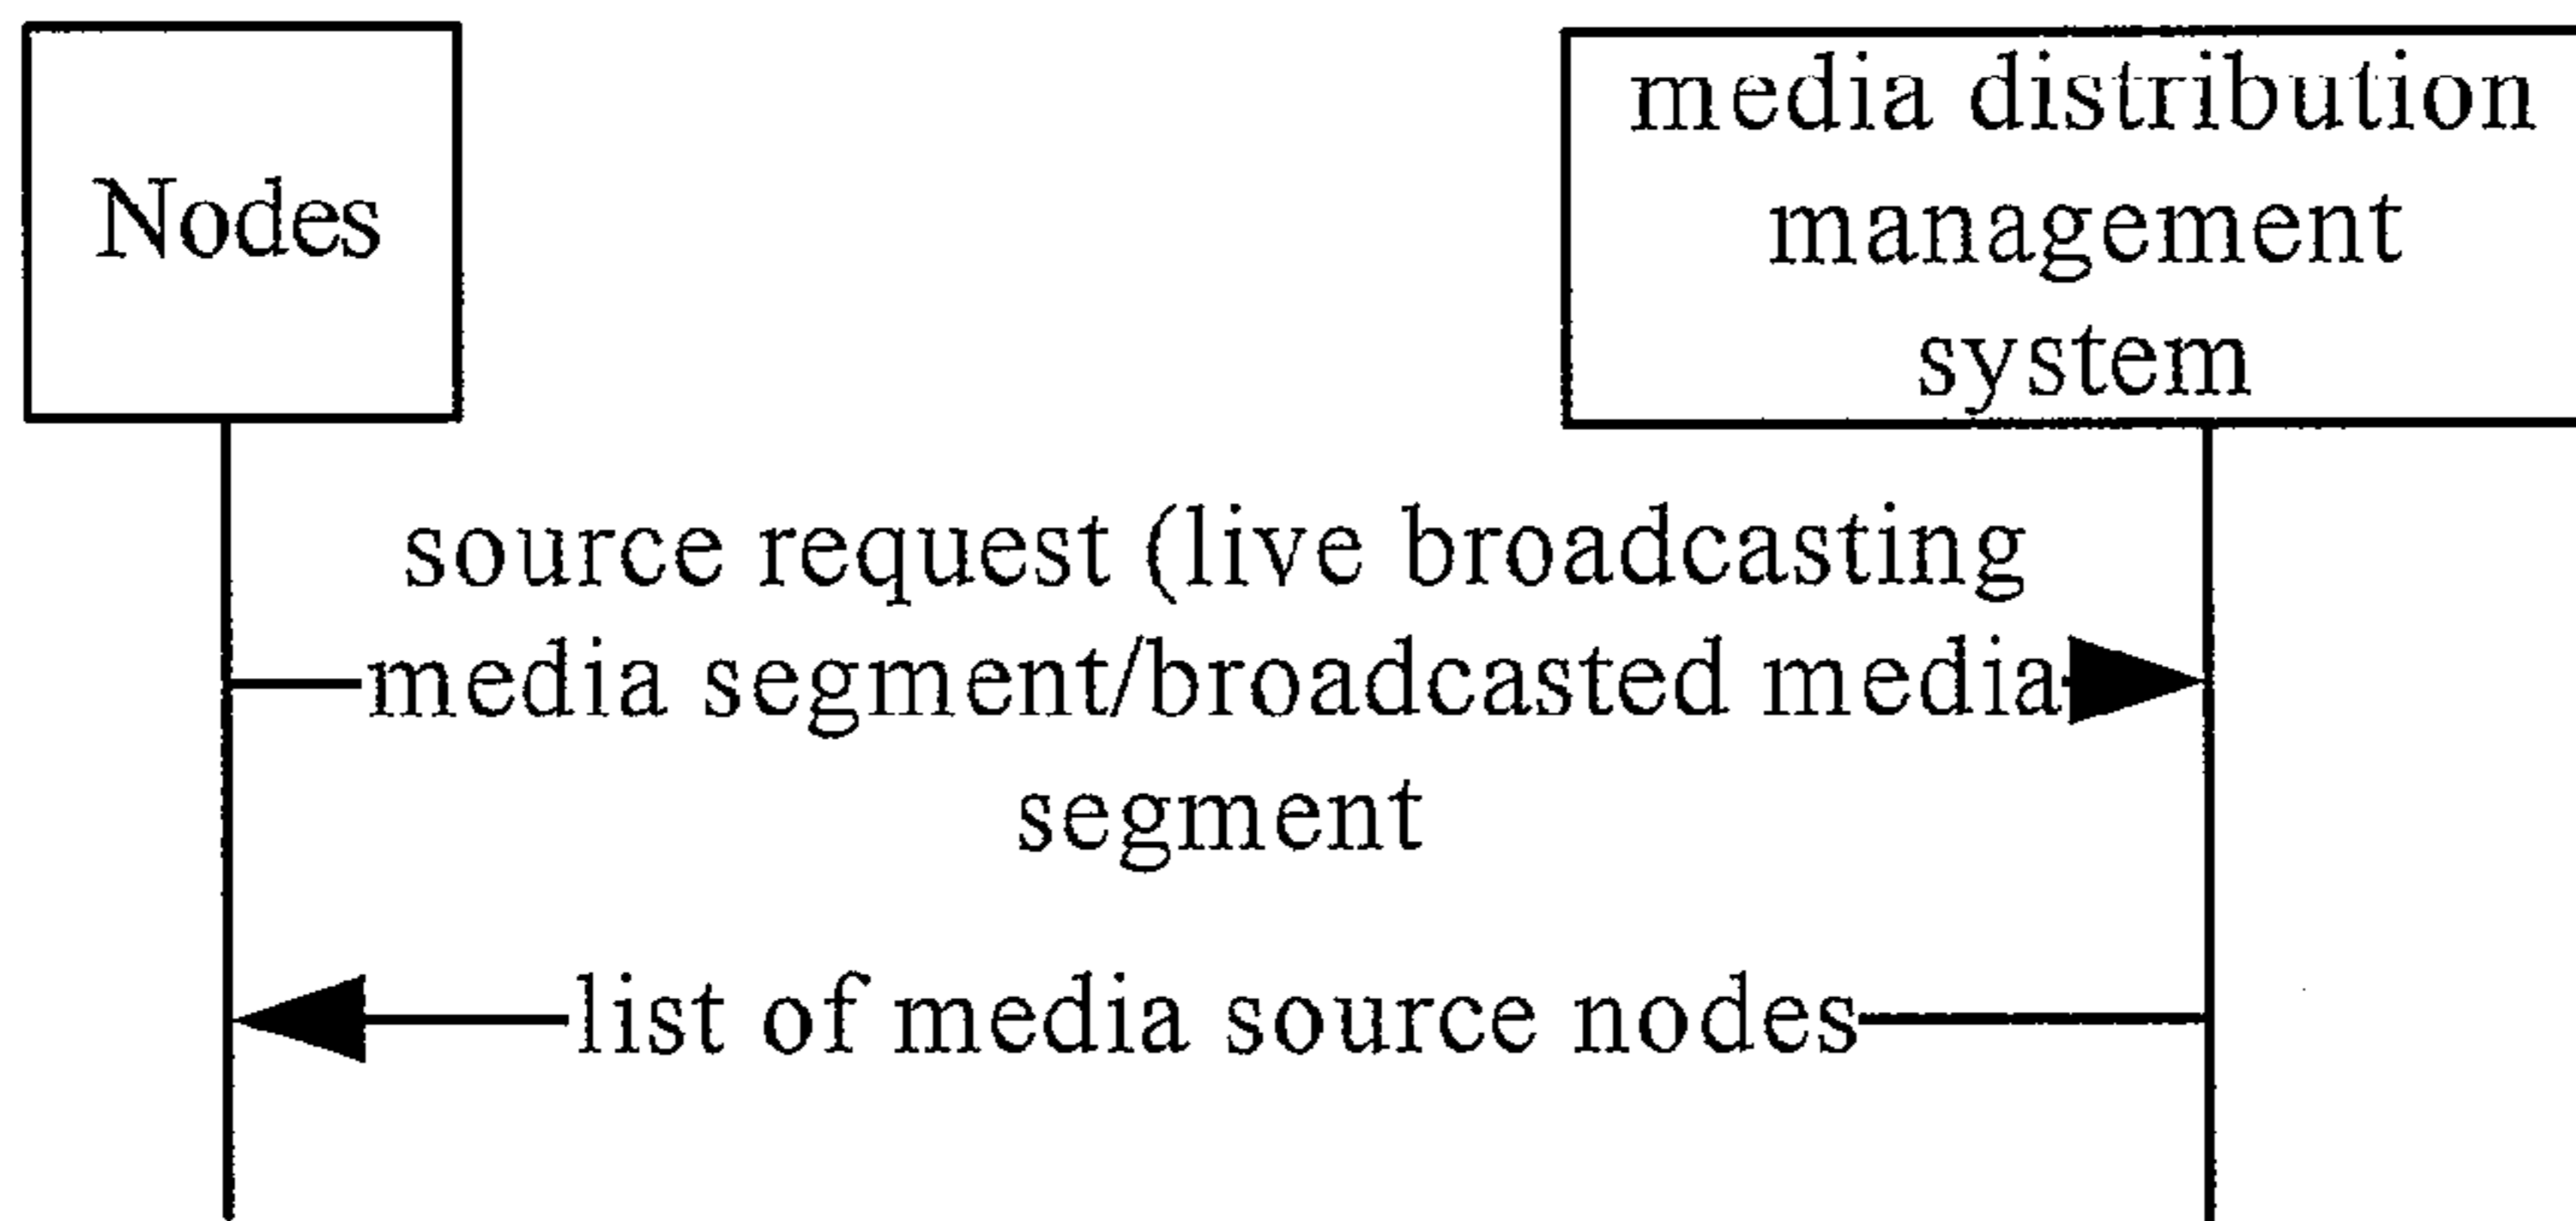 Nodes
media distribution
management
system
source request (live broadcasting
media segment/broadcasted media
segment
list of media source nodes